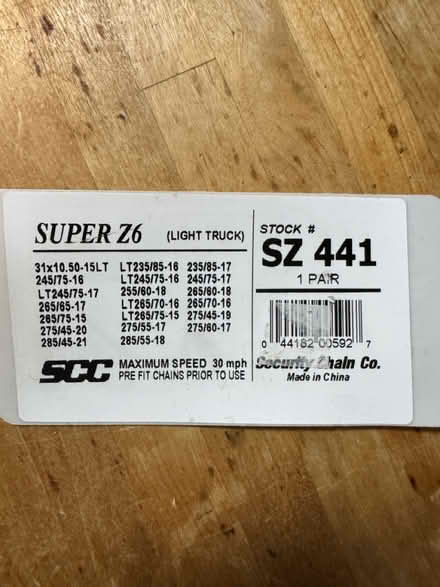 SUPER Z6 (LIGHT TRUCK)
31x10.50-15LT LT235/85-16 235/85-17
245/75-16 LT245/75-16 245/75-17
LT245/75-17 255/60-18 265/60-18
265/65-17 LT265/70-16 265/70-16
285/75-15 LT265/75-15 275/45-19
275/45-20 275/55-17 275/60-17
285/45-21 285/55-18
SCC MAXIMUM SPEED 30 mph
PRE FIT CHAINS PRIOR TO USE
STOCK #
SZ 441
1 PAIR
0 44182 00592 7
Security Chain Co.
Made in China